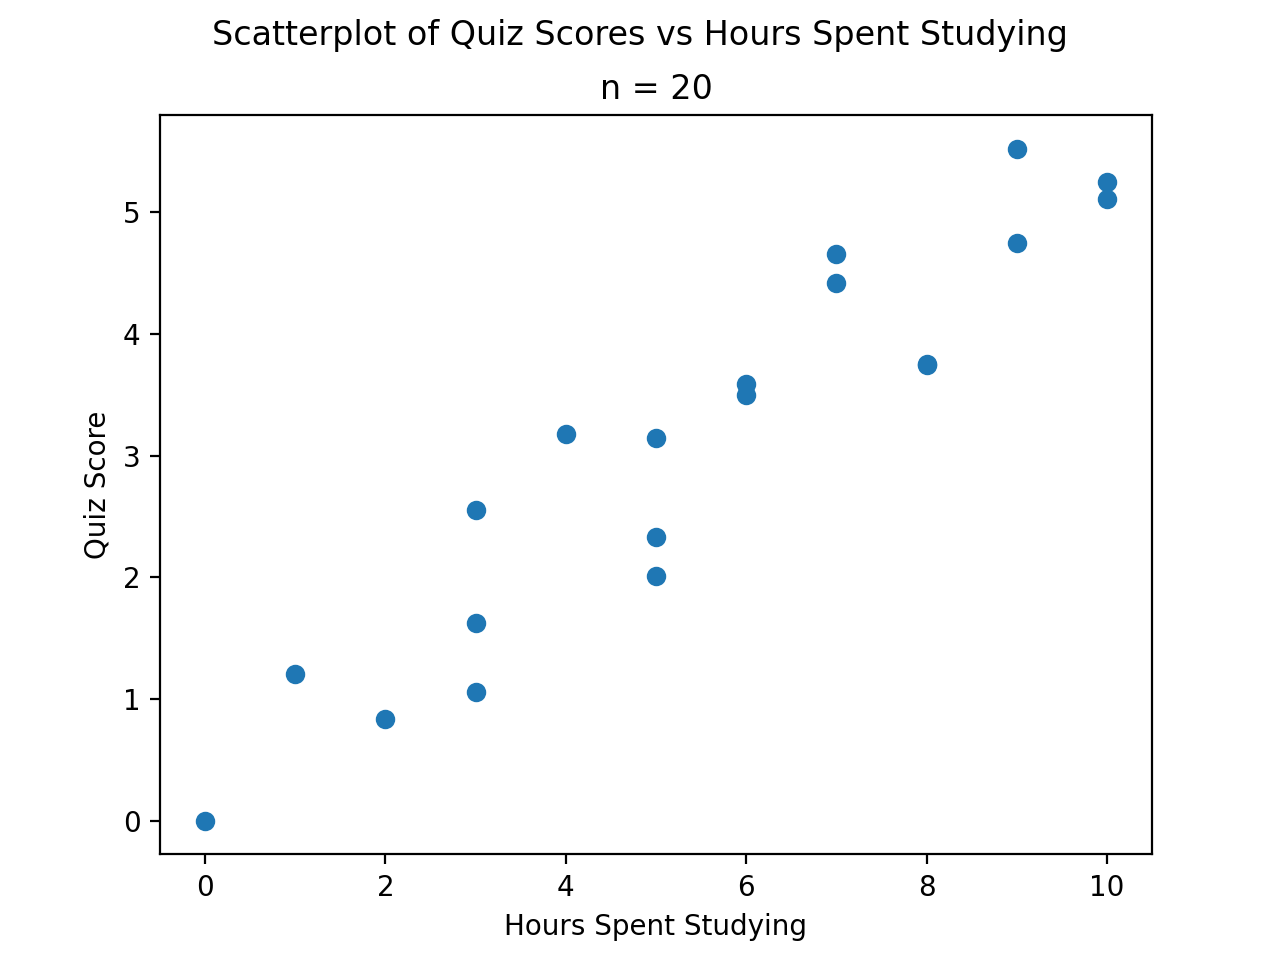 Scatterplot of Quiz Scores vs Hours Spent Studying
n = 20
5
4
3
2
1
0
Quiz Score
0 2 4 6 8 10
Hours Spent Studying